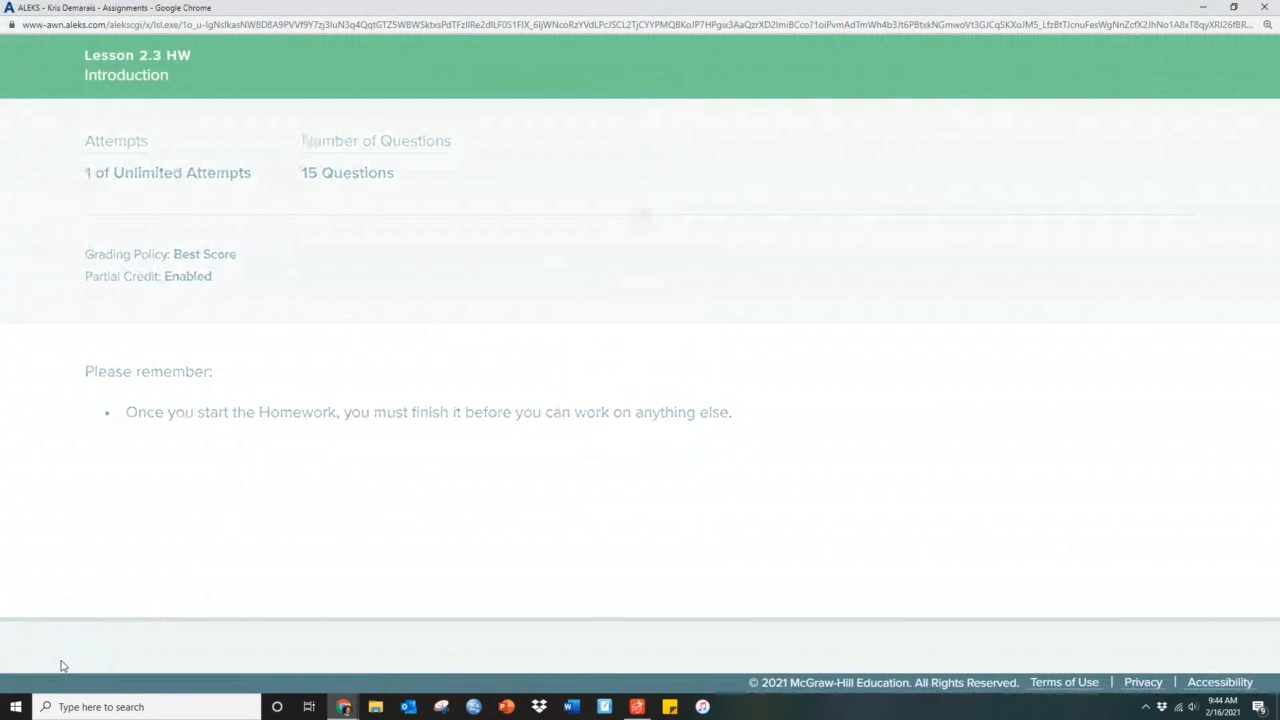 ALEKS - Kris Demarais - Assignments - Google Chrome
Lesson 2.3 HW
Introduction
Attempts
Number of Questions
1 of Unlimited Attempts
15 Questions
Grading Policy: Best Score
Partial Credit: Enabled
Please remember:
• Once you start the Homework, you must finish it before you can work on anything else.
© 2021 McGraw-Hill Education. All Rights Reserved. Terms of Use | Privacy | Accessibility
Type here to search
9:44 AM
2/16/2021